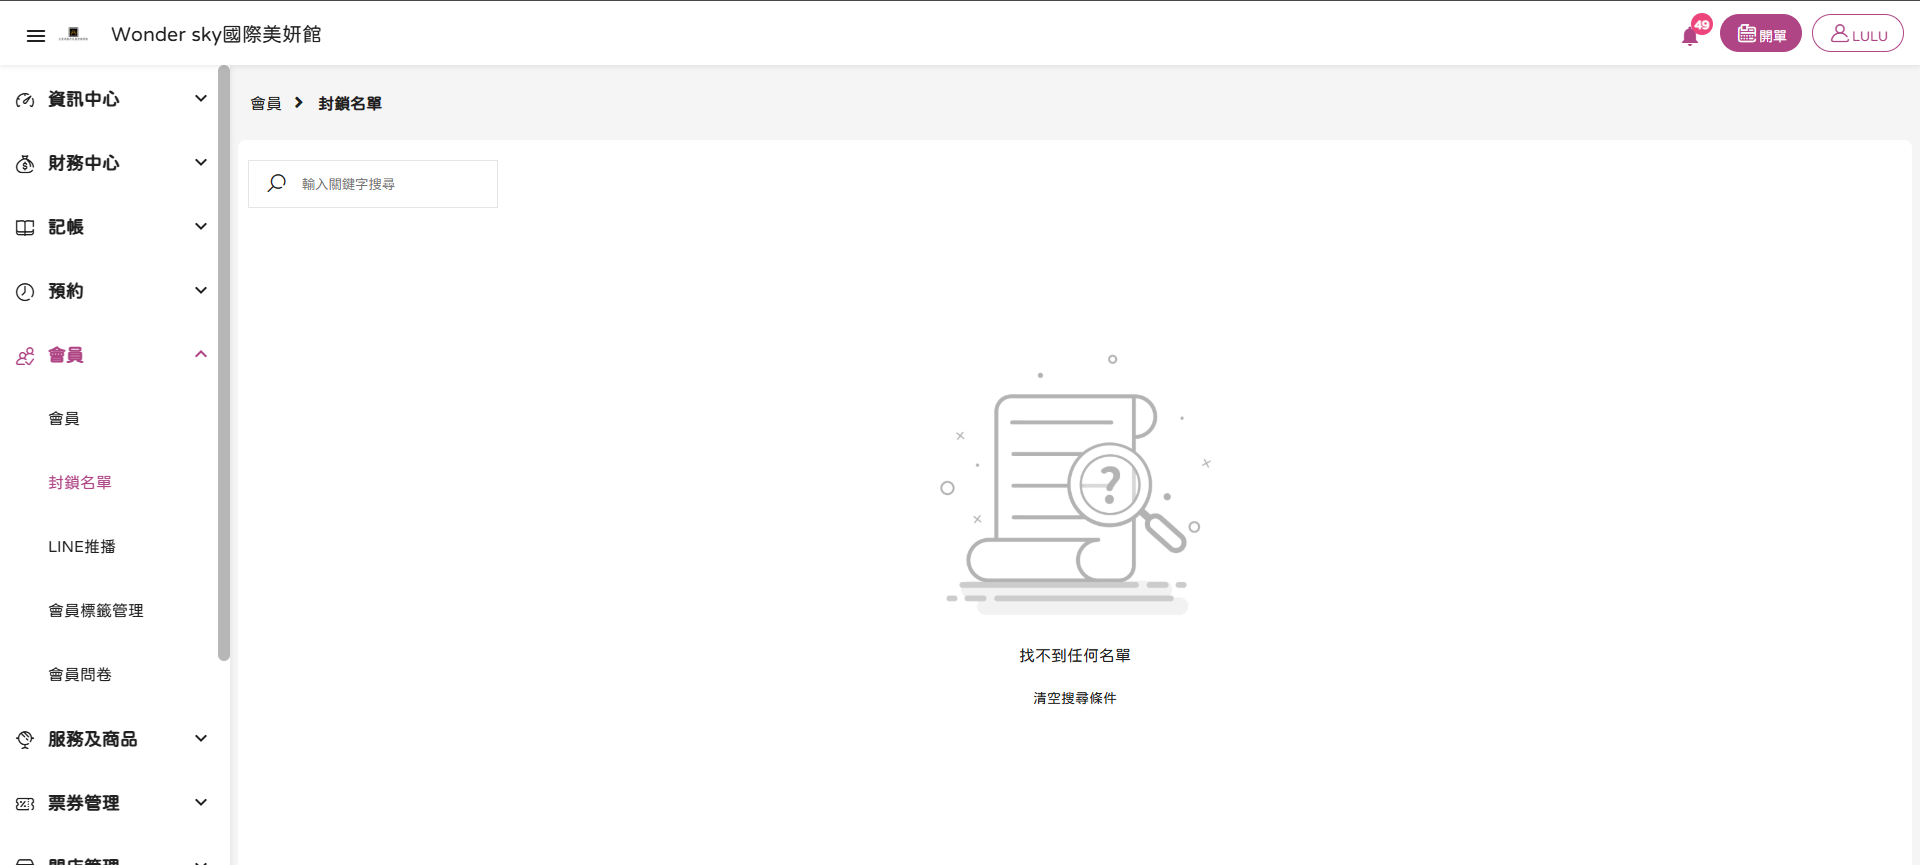 Wonder sky國際美妍館
49
開單
LULU
資訊中心
財務中心
記帳
預約
會員
會員
封鎖名單
LINE推播
會員標籤管理
會員問卷
服務及商品
票券管理
會員
封鎖名單
輸入關鍵字搜尋
?
找不到任何名單
清空搜尋條件